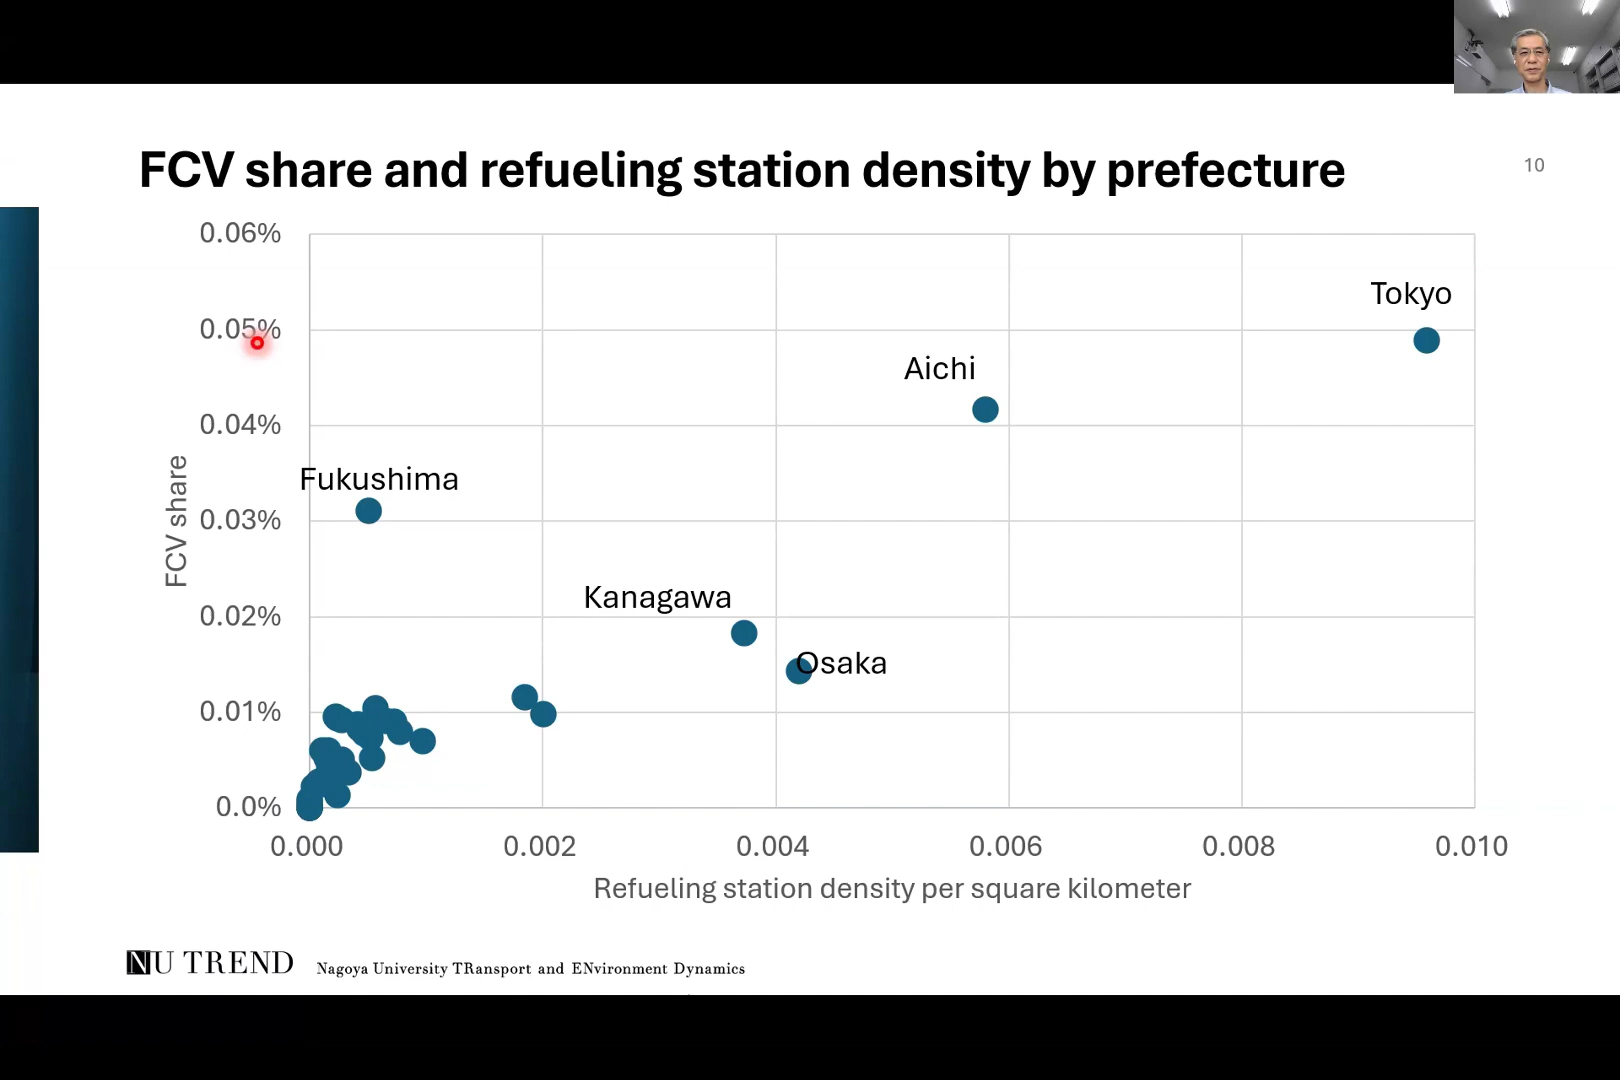 FCV share and refueling station density by prefecture
10
0.06%
0.05%
0.04%
0.03%
0.02%
0.01%
0.0%
FCV share
Tokyo
Aichi
Fukushima
Kanagawa
Osaka
0.000 0.002 0.004 0.006 0.008 0.010
Refueling station density per square kilometer
NU TREND Nagoya University TRansport and ENvironment Dynamics